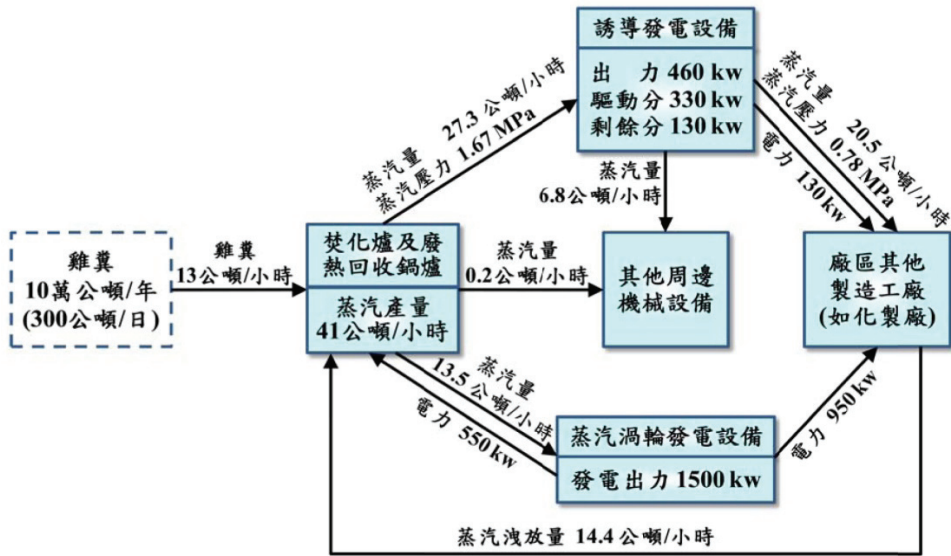 誘導發電設備
出　力 460 kw
驅動分 330 kw
剩餘分 130 kw
蒸汽量 27.3 公噸/小時
蒸汽壓力 1.67 MPa
蒸汽量 20.5 公噸/小時
蒸汽壓力 0.78 MPa
電力 130 kw
蒸汽量
6.8公噸/小時
雞糞
10萬公噸/年
(300公噸/日)
雞糞
13公噸/小時
焚化爐及廢
熱回收鍋爐
蒸汽產量
41公噸/小時
蒸汽量
0.2公噸/小時
其他周邊
機械設備
廠區其他
製造工廠
(如化製廠)
蒸汽量
13.5 公噸/小時
電力 550 kw
蒸汽渦輪發電設備
發電出力 1500 kw
電力 950 kw
蒸汽洩放量 14.4 公噸/小時